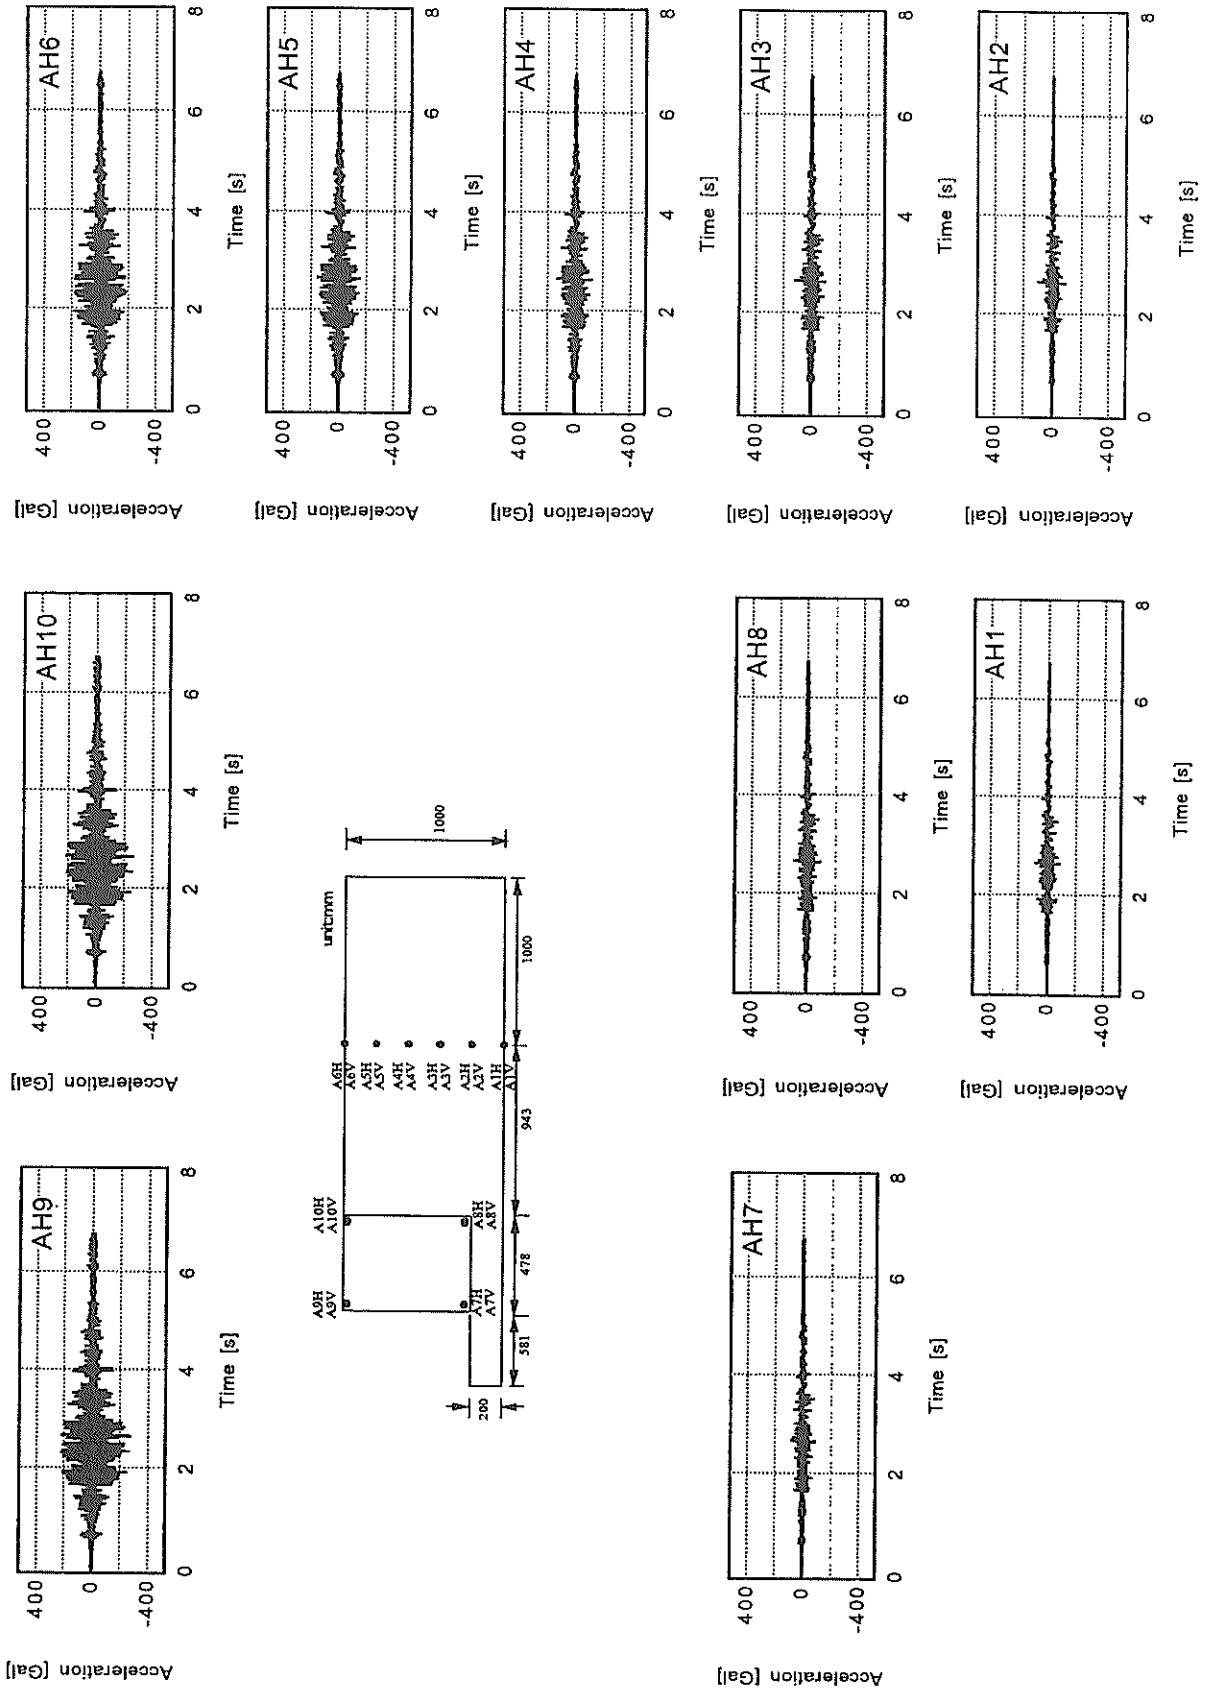 AH9
Acceleration [Gal]
400
0
-400
0 2 4 6 8
Time [s]
AH10
Acceleration [Gal]
400
0
-400
0 2 4 6 8
Time [s]
AH6
Acceleration [Gal]
400
0
-400
0 2 4 6 8
Time [s]
AH5
Acceleration [Gal]
400
0
-400
0 2 4 6 8
Time [s]
AH4
Acceleration [Gal]
400
0
-400
0 2 4 6 8
Time [s]
unit:mm
A9H
A9V
A10H
A10V
A6H
A6V
A5H
A5V
A4H
A4V
A3H
A3V
A2H
A2V
A1H
A1V
A7H
A7V
A8H
A8V
200
1000
581
478
943
1000
AH7
Acceleration [Gal]
400
0
-400
0 2 4 6 8
Time [s]
AH8
Acceleration [Gal]
400
0
-400
0 2 4 6 8
Time [s]
AH3
Acceleration [Gal]
400
0
-400
0 2 4 6 8
Time [s]
AH1
Acceleration [Gal]
400
0
-400
0 2 4 6 8
Time [s]
AH2
Acceleration [Gal]
400
0
-400
0 2 4 6 8
Time [s]